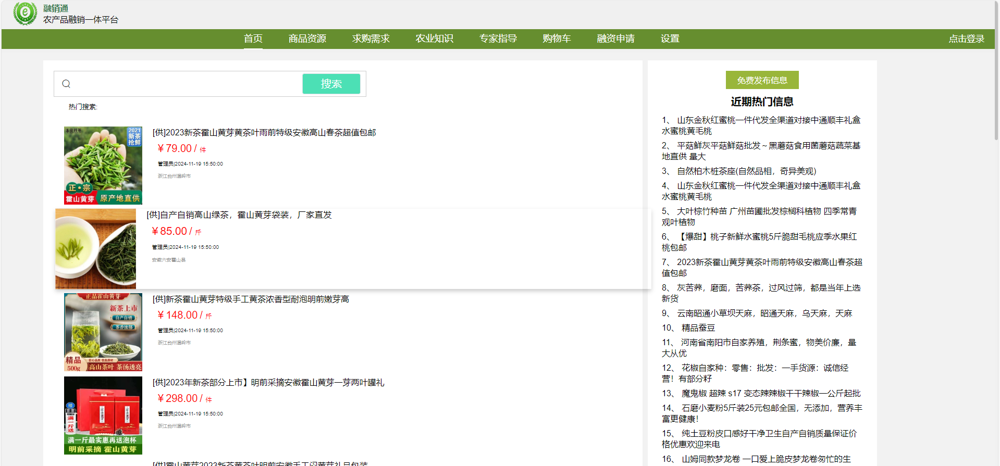 融销通
农产品融销一体平台
首页 商品资源 求购需求 农业知识 专家指导 购物车 融资申请 设置 点击登录
搜索
热门搜索:
2021
新茶
抢鲜
正·宗
霍山黄芽
原产地直供
[供]2023新茶霍山黄芽黄茶叶雨前特级安徽高山春茶超值包邮
￥79.00 / 件
管理员|2024-11-19 15:50:00
浙江台州温岭市
[供]自产自销高山绿茶，霍山黄芽袋装，厂家直发
￥85.00 / 斤
管理员|2024-11-19 15:50:00
安徽六安霍山县
正品霍山黄芽
新茶上市
自产自销
茶香浓郁
精品
500g
匠心品质 优选原材
高山茶叶 茶汤透亮
[供]新茶霍山黄芽特级手工黄茶浓香型耐泡明前嫩芽高
￥148.00 / 斤
管理员|2024-11-19 15:50:00
浙江台州温岭市
赠
满一斤送
霍山黄芽
霍山黄芽
满一斤最实惠再送泡杯
明前采摘 霍山黄芽
[供]2023年新茶部分上市】明前采摘安徽霍山黄芽一芽两叶罐礼
￥298.00 / 件
管理员|2024-11-19 15:50:00
浙江台州温岭市
[供]霍山黄芽2023新茶黄茶叶明前安徽手工闷黄芽礼品包装
免费发布信息
近期热门信息
1、 山东金秋红蜜桃一件代发全渠道对接中通顺丰礼盒
水蜜桃黄毛桃
2、 平菇鲜灰平菇鲜菇批发～黑蘑菇食用菌蘑菇蔬菜基
地直供 量大
3、 自然柏木桩茶座(自然品相，奇异美观)
4、 山东金秋红蜜桃一件代发全渠道对接中通顺丰礼盒
水蜜桃黄毛桃
5、 大叶棕竹种苗 广州苗圃批发棕榈科植物 四季常青
观叶植物
6、 【爆甜】桃子新鲜水蜜桃5斤脆甜毛桃应季水果红
桃包邮
7、 2023新茶霍山黄芽黄茶叶雨前特级安徽高山春茶超
值包邮
8、 灰苦荞，磨面，苦荞茶，过风过筛，都是当年上选
新货
9、 云南昭通小草坝天麻，昭通天麻，乌天麻，天麻
10、 精品蚕豆
11、 河南省南阳市自家养殖，荆条蜜，物美价廉，量
大从优
12、 花椒自家种：零售：批发：一手货源：诚信经
营！有部分籽
13、 魔鬼椒 超辣 s17 变态辣辣椒干干辣椒一公斤起批
14、 石磨小麦粉5斤装25元包邮全国，无添加，营养丰
富更健康！
15、 纯土豆粉皮口感好干净卫生自产自销质量保证价
格优惠欢迎来电
16、 山姆同款梦龙卷 一口爱上脆皮梦龙卷匆忙的生